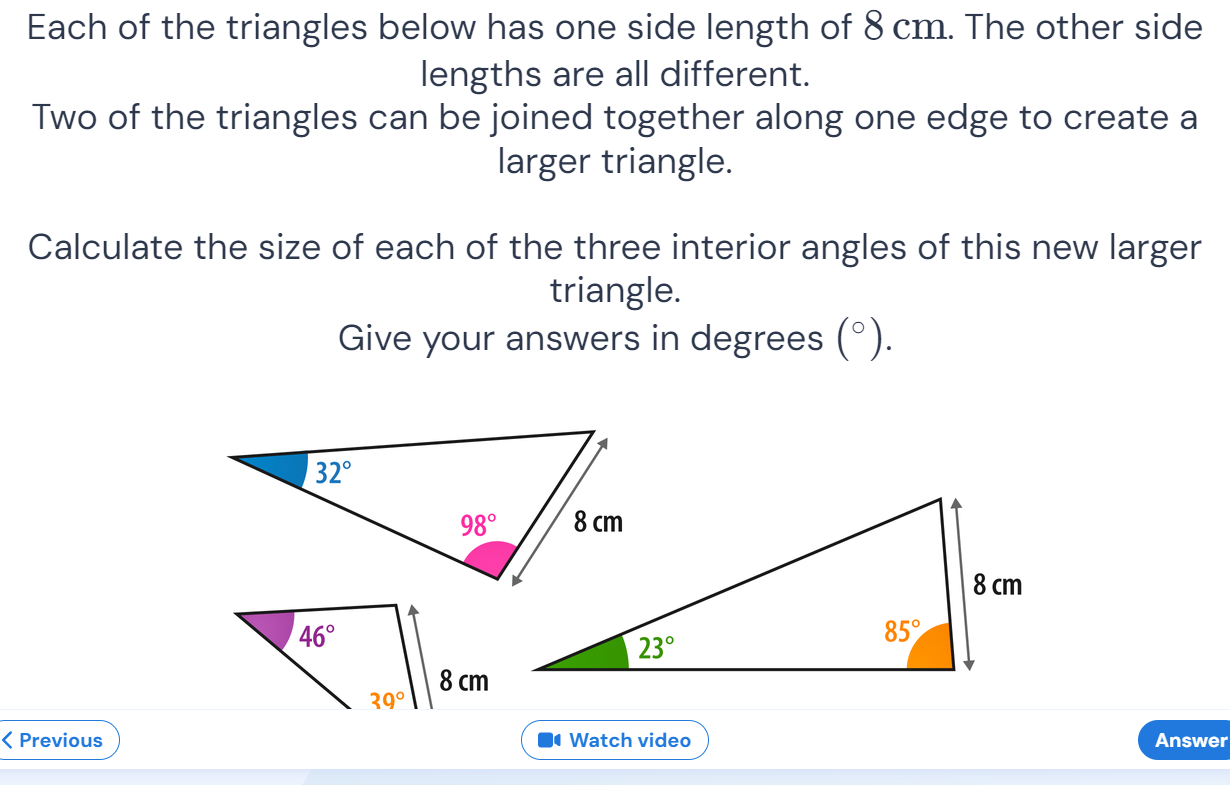 Each of the triangles below has one side length of 8 cm. The other side
lengths are all different.
Two of the triangles can be joined together along one edge to create a
larger triangle.
Calculate the size of each of the three interior angles of this new larger
triangle.
Give your answers in degrees (°).
32°
98°
8 cm
8 cm
85°
23°
46°
8 cm
39°
Previous
Watch video
Answer